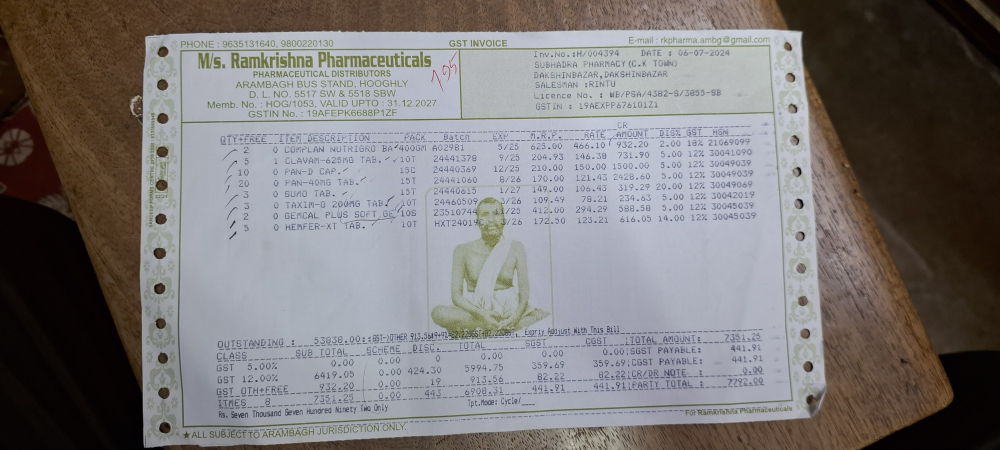 PHONE : 9635131640, 9800220130
GST INVOICE
E-mail : rkpharma.ambg@gmail.com
M/s. Ramkrishna Pharmaceuticals
PHARMACEUTICAL DISTRIBUTORS
ARAMBAGH BUS STAND, HOOGHLY
D. L. NO. 5517 SW & 5518 SBW
Memb. No. : HOG/1053, VALID UPTO : 31.12.2027
GSTIN No. : 19AFEPK6688P1ZF
195
Inv.No.:H/004394 DATE : 06-07-2024
SUBHADRA PHARMACY(C.K TOWN)
DAKSHINBAZAR,DAKSHINBAZAR
SALESMAN :RINTU
Licence No. : WB/PGA/4382-S/3855-SB
GSTIN : 19AEXPP6761D1Z1
CR
QTY+FREE ITEM DESCRIPTION PACK Batch EXP M.R.P. RATE AMOUNT DIS% GST HSN
2 0 COMPLAN NUTRIGRO BA 400GM A02981 5/25 625.00 466.10 932.20 2.00 18% 21069099
5 1 CLAVAM-625MG TAB. 10T 24441378 9/25 204.93 146.38 731.90 5.00 12% 30041090
10 0 PAN-D CAP. 15C 24440369 12/25 210.00 150.00 1500.00 5.00 12% 30049039
20 0 PAN-40MG TAB. 15T 24441060 8/26 170.00 121.43 2428.60 5.00 12% 30049039
3 0 SUMO TAB. 15T 24440615 1/27 149.00 106.43 319.29 20.00 12% 30049069
3 0 TAXIM-O 200MG TAB. 10T 24460509 3/26 109.49 78.21 234.63 5.00 12% 30042019
2 0 GEMCAL PLUS SOFT GE 10S 23510744 /25 412.00 294.29 588.58 5.00 12% 30045039
5 0 HEMFER-XT TAB. 10T HXT24019 3/26 172.50 123.21 616.05 14.00 12% 30045039
OUTSTANDING : 53838.00 Expriy Adjust With This Bill
CLASS SUB TOTAL SCHEME DISC. TOTAL SGST CGST TOTAL AMOUNT: 7351.25
GST 5.00% 0.00 0.00 0 0.00 0.00 0.00 SGST PAYABLE: 441.91
GST 12.00% 6419.05 0.00 424.30 5994.75 359.69 359.69 CGST PAYABLE: 441.91
GST OTH+FREE 932.20 0.00 19 913.56 82.22 82.22 CR/DR NOTE : 0.00
ITMES 8 7351.25 0.00 443 6908.31 441.91 441.91 PARTY TOTAL : 7792.00
Rs. Seven Thousand Seven Hundred Ninety Two Only
Tpt.Mode: Cycle/___
For Ramkrishna Pharmaceuticals
★ALL SUBJECT TO ARAMBAGH JURISDICTION ONLY.